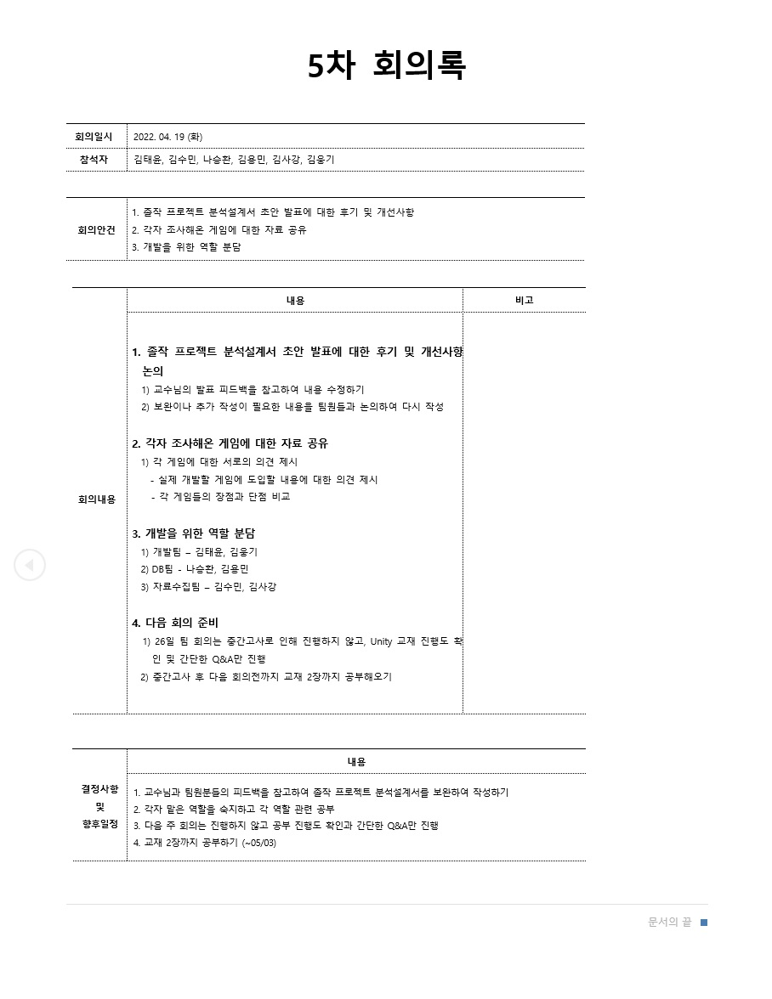 5차 회의록
회의일시 2022. 04. 19 (화)
참석자 김태윤, 김수민, 나승환, 김용민, 김사강, 김웅기
회의안건
1. 졸작 프로젝트 분석설계서 초안 발표에 대한 후기 및 개선사항
2. 각자 조사해온 게임에 대한 자료 공유
3. 개발을 위한 역할 분담
회의내용
내용 비고
1. 졸작 프로젝트 분석설계서 초안 발표에 대한 후기 및 개선사항
논의
1) 교수님의 발표 피드백을 참고하여 내용 수정하기
2) 보완이나 추가 작성이 필요한 내용을 팀원들과 논의하여 다시 작성
2. 각자 조사해온 게임에 대한 자료 공유
1) 각 게임에 대한 서로의 의견 제시
- 실제 개발할 게임에 도입할 내용에 대한 의견 제시
- 각 게임들의 장점과 단점 비교
3. 개발을 위한 역할 분담
1) 개발팀 – 김태윤, 김웅기
2) DB팀 - 나승환, 김용민
3) 자료수집팀 – 김수민, 김사강
4. 다음 회의 준비
1) 26일 팀 회의는 중간고사로 인해 진행하지 않고, Unity 교재 진행도 확
인 및 간단한 Q&A만 진행
2) 중간고사 후 다음 회의전까지 교재 2장까지 공부해오기
결정사항
및
향후일정
내용
1. 교수님과 팀원분들의 피드백을 참고하여 졸작 프로젝트 분석설계서를 보완하여 작성하기
2. 각자 맡은 역할을 숙지하고 각 역할 관련 공부
3. 다음 주 회의는 진행하지 않고 공부 진행도 확인과 간단한 Q&A만 진행
4. 교재 2장까지 공부하기 (~05/03)
문서의 끝